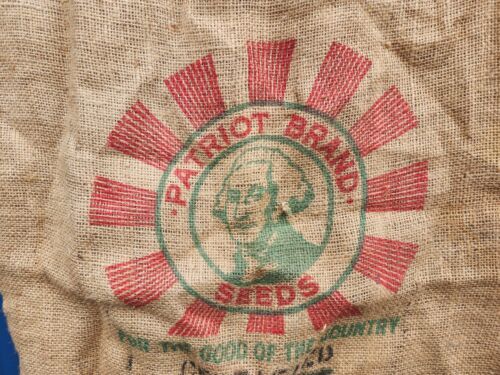 · PATRIOT BRAND ·
SEEDS
FOR THE GOOD OF THE COUNTRY